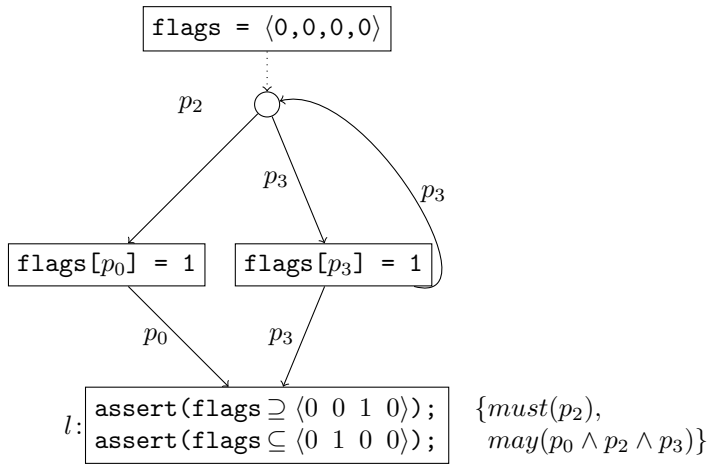 flags = ⟨0,0,0,0⟩
p₂
p₃
p₃
flags[p₀] = 1
flags[p₃] = 1
p₀
p₃
l: assert(flags ⊇ ⟨0 0 1 0⟩); {must(p₂),
assert(flags ⊆ ⟨0 1 0 0⟩); may(p₀ ∧ p₂ ∧ p₃)}